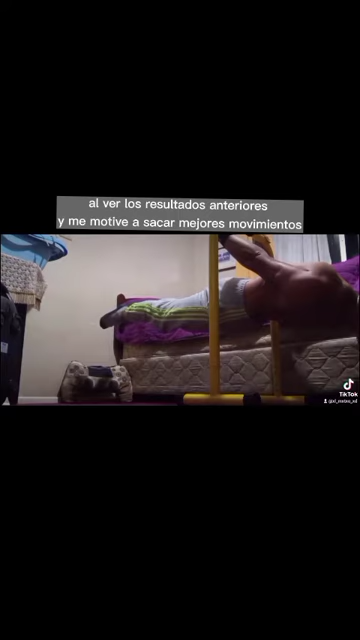 al ver los resultados anteriores
y me motive a sacar mejores movimientos
TikTok